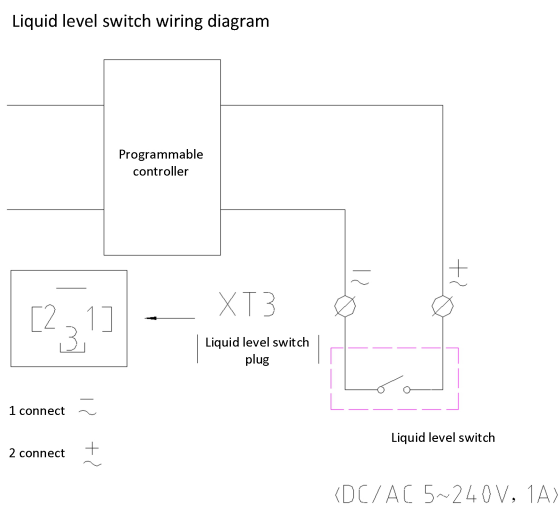 Liquid level switch wiring diagram
Programmable
controller
−
~
+
~
[2 1]
3
XT3
Liquid level switch
plug
1 connect −
~
2 connect +
~
Liquid level switch
(DC/AC 5~240V, 1A)